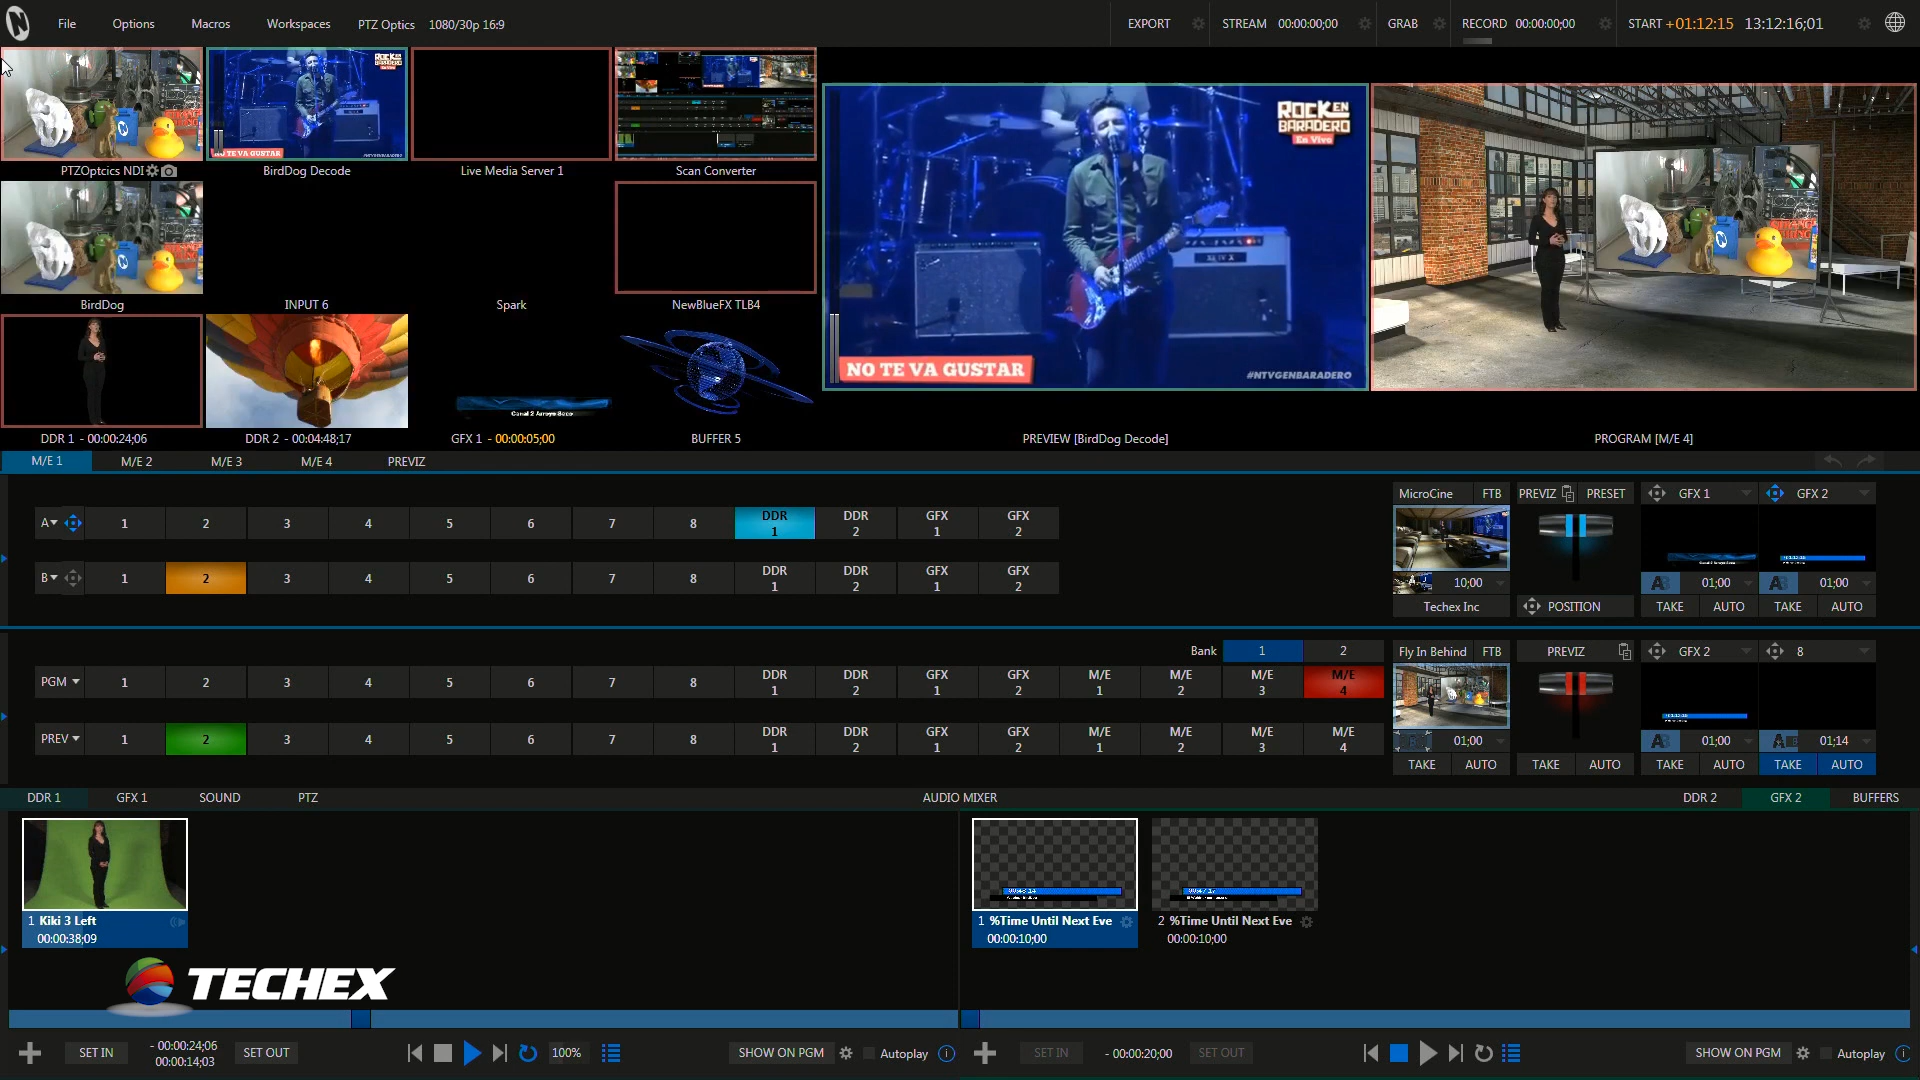 File Options Macros Workspaces PTZ Optics 1080/30p 16:9 EXPORT STREAM 00:00:00;00 GRAB RECORD 00:00:00;00 START +01:12:15 13:12:16;01
PTZOptcics NDI BirdDog Decode Live Media Server 1 Scan Converter
BirdDog INPUT 6 Spark NewBlueFX TLB4
DDR 1 - 00:00:24;06 DDR 2 - 00:04:48;17 GFX 1 - 00:00:05;00 BUFFER 5
ROCK EN
BARADERO
En Vivo
NO TE VA GUSTAR
#NTVGENBARADERO
Canal 2 Arroyo Seco
PREVIEW [BirdDog Decode] PROGRAM [M/E 4]
M/E 1 M/E 2 M/E 3 M/E 4 PREVIZ
A 1 2 3 4 5 6 7 8 DDR 1 DDR 2 GFX 1 GFX 2
B 1 2 3 4 5 6 7 8 DDR 1 DDR 2 GFX 1 GFX 2
MicroCine FTB PREVIZ PRESET GFX 1 GFX 2
10;00 01;00 01;00
Techex Inc POSITION TAKE AUTO TAKE AUTO
Bank 1 2
PGM 1 2 3 4 5 6 7 8 DDR 1 DDR 2 GFX 1 GFX 2 M/E 1 M/E 2 M/E 3 M/E 4
PREV 1 2 3 4 5 6 7 8 DDR 1 DDR 2 GFX 1 GFX 2 M/E 1 M/E 2 M/E 3 M/E 4
Fly In Behind FTB PREVIZ GFX 2 8
01;00 01;00 01;14
TAKE AUTO TAKE AUTO TAKE AUTO TAKE AUTO
DDR 1 GFX 1 SOUND PTZ AUDIO MIXER DDR 2 GFX 2 BUFFERS
1 Kiki 3 Left
00:00:38;09
1 %Time Until Next Eve
00:00:10;00
2 %Time Until Next Eve
00:00:10;00
TECHEX
SET IN - 00:00:24;06 00:00:14;03 SET OUT 100% SHOW ON PGM Autoplay
SET IN - 00:00:20;00 SET OUT SHOW ON PGM Autoplay